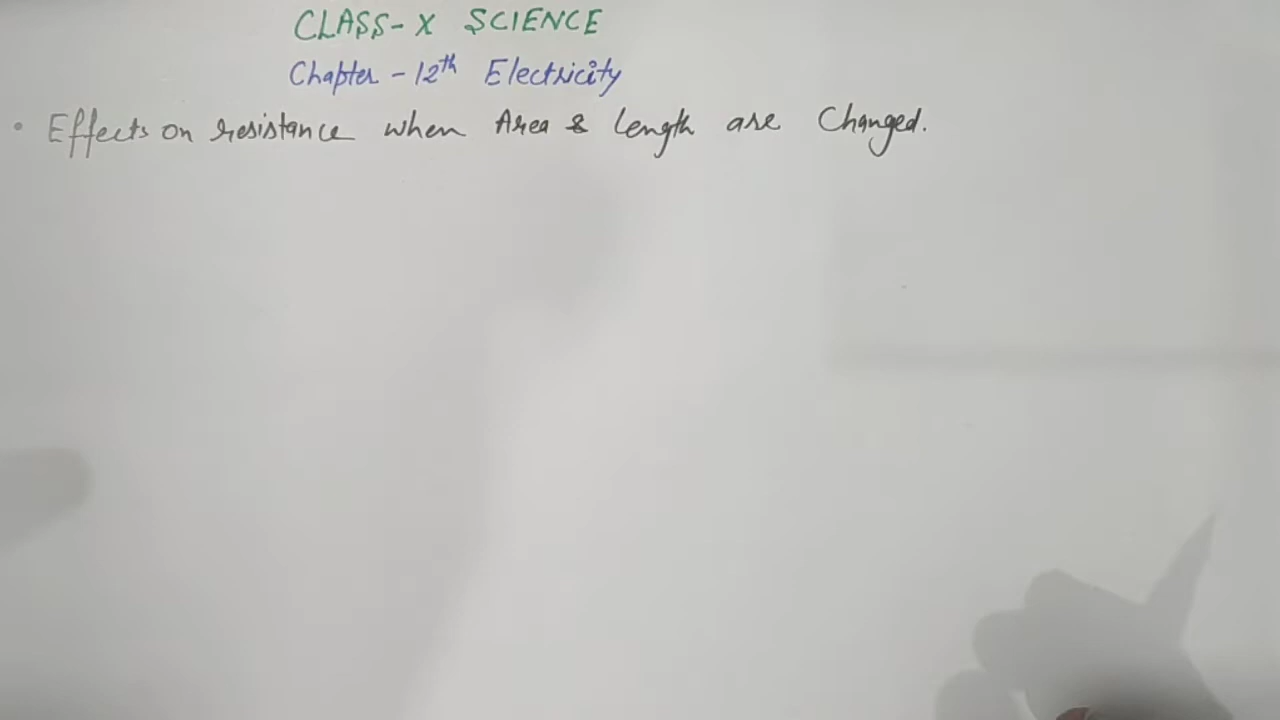 CLASS- X SCIENCE
Chapter - 12th Electricity
• Effects on resistance when Area & length are Changed.